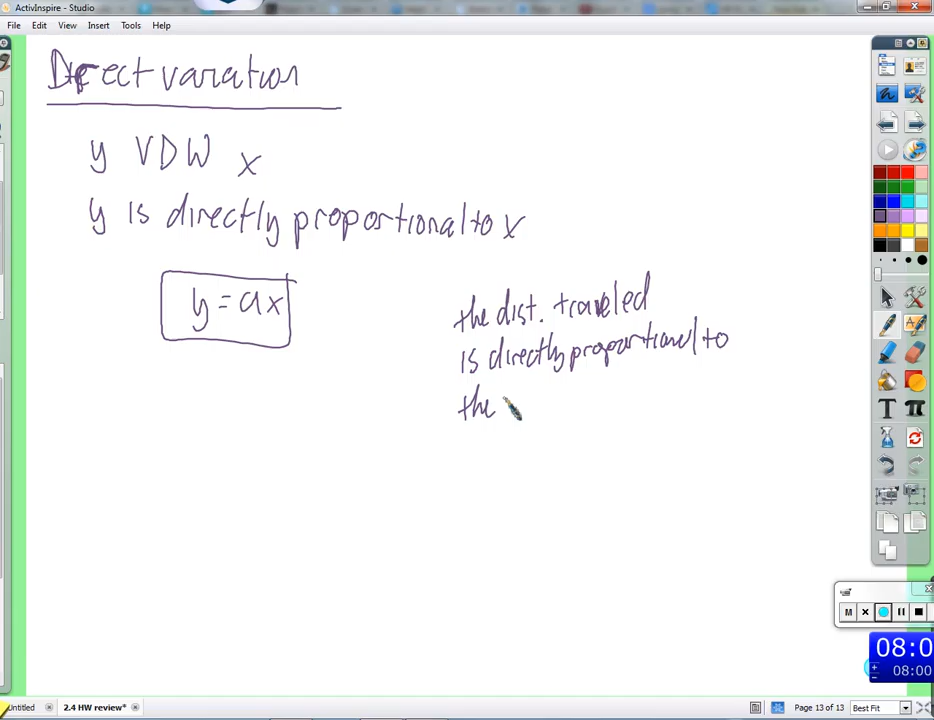 ActivInspire - Studio
File Edit View Insert Tools Help
Direct variation
y VDW x
y is directly proportional to x
y = ax
the dist. traveled
is directly proportional to
the
M
08:0
08:00
Untitled 2.4 HW review* Page 13 of 13 Best Fit